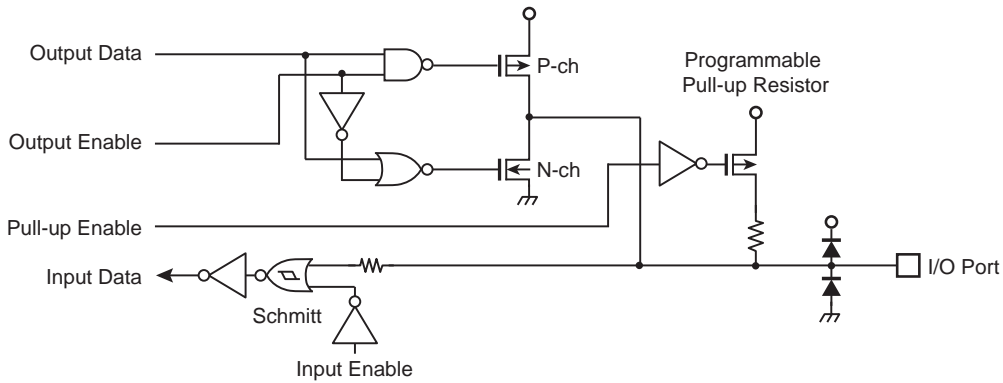 Output Data
P-ch
Programmable
Pull-up Resistor
Output Enable
N-ch
Pull-up Enable
Input Data
I/O Port
Schmitt
Input Enable